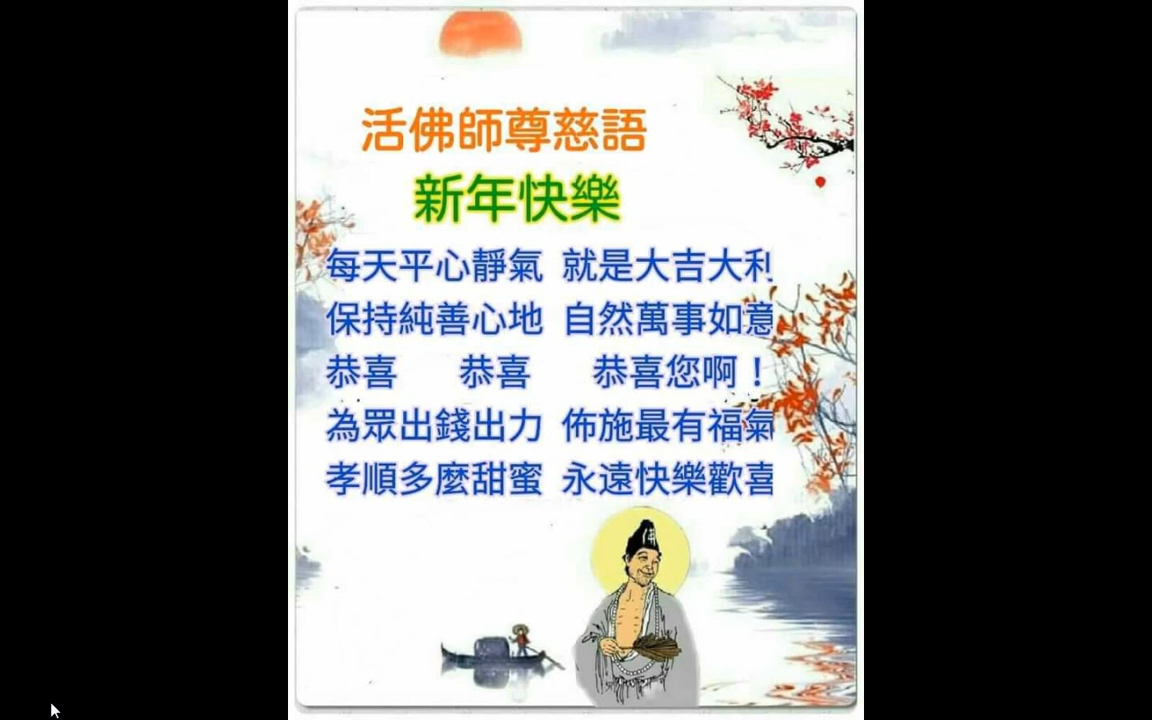 活佛師尊慈語
新年快樂
每天平心靜氣 就是大吉大利
保持純善心地 自然萬事如意
恭喜 恭喜 恭喜您啊！
為眾出錢出力 佈施最有福氣
孝順多麼甜蜜 永遠快樂歡喜